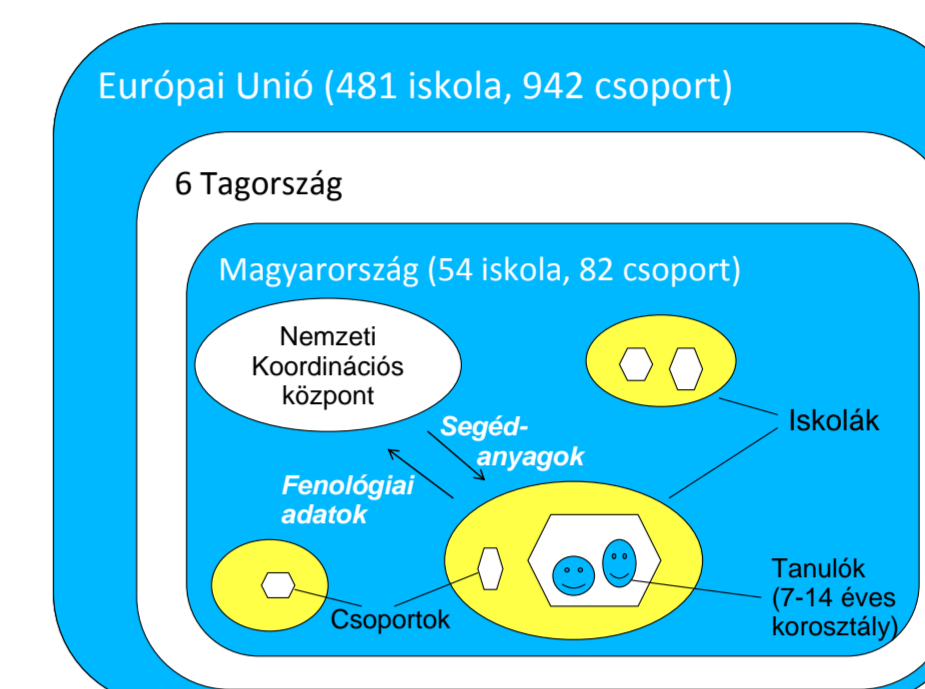 Európai Unió (481 iskola, 942 csoport)
6 Tagország
Magyarország (54 iskola, 82 csoport)
Nemzeti
Koordinációs
központ
Iskolák
Segéd-
anyagok
Fenológiai
adatok
Csoportok
Tanulók
(7-14 éves
korosztály)